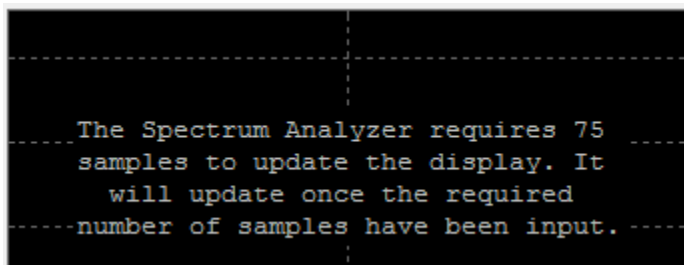 The Spectrum Analyzer requires 75
samples to update the display. It
will update once the required
number of samples have been input.